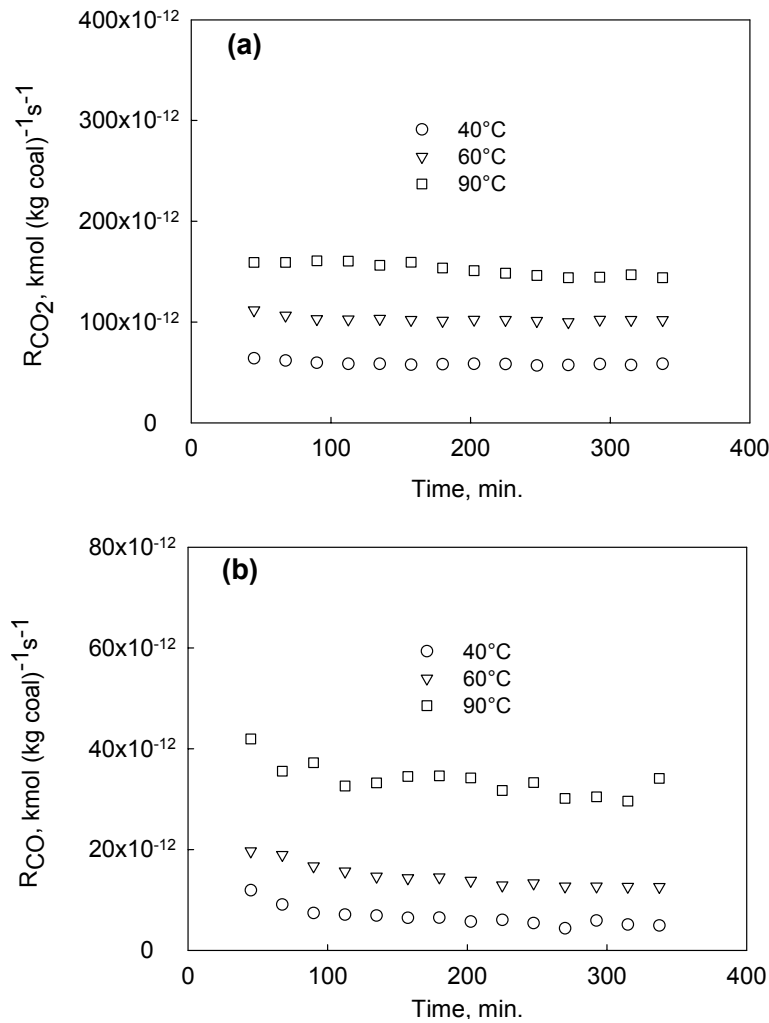 (a)
400x10-12
300x10-12
200x10-12
100x10-12
0
RCO2, kmol (kg coal)-1s-1
40°C
60°C
90°C
0 100 200 300 400
Time, min.
(b)
80x10-12
60x10-12
40x10-12
20x10-12
0
RCO, kmol (kg coal)-1s-1
40°C
60°C
90°C
0 100 200 300 400
Time, min.